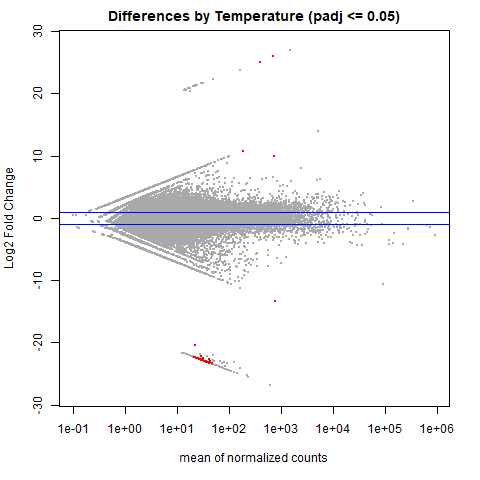 Differences by Temperature (padj <= 0.05)
30
20
10
0
-10
-20
-30
Log2 Fold Change
1e-01 1e+00 1e+01 1e+02 1e+03 1e+04 1e+05 1e+06
mean of normalized counts